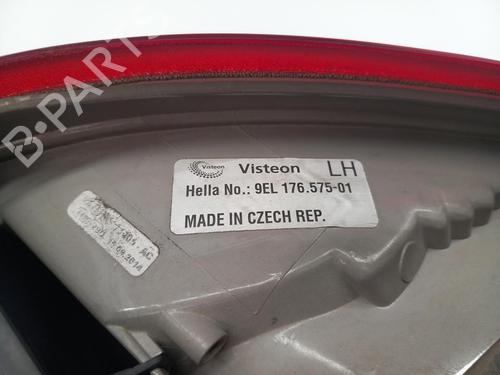 B-PARTS
Visteon Visteon LH
Hella No.: 9EL 176.575-01
MADE IN CZECH REP.